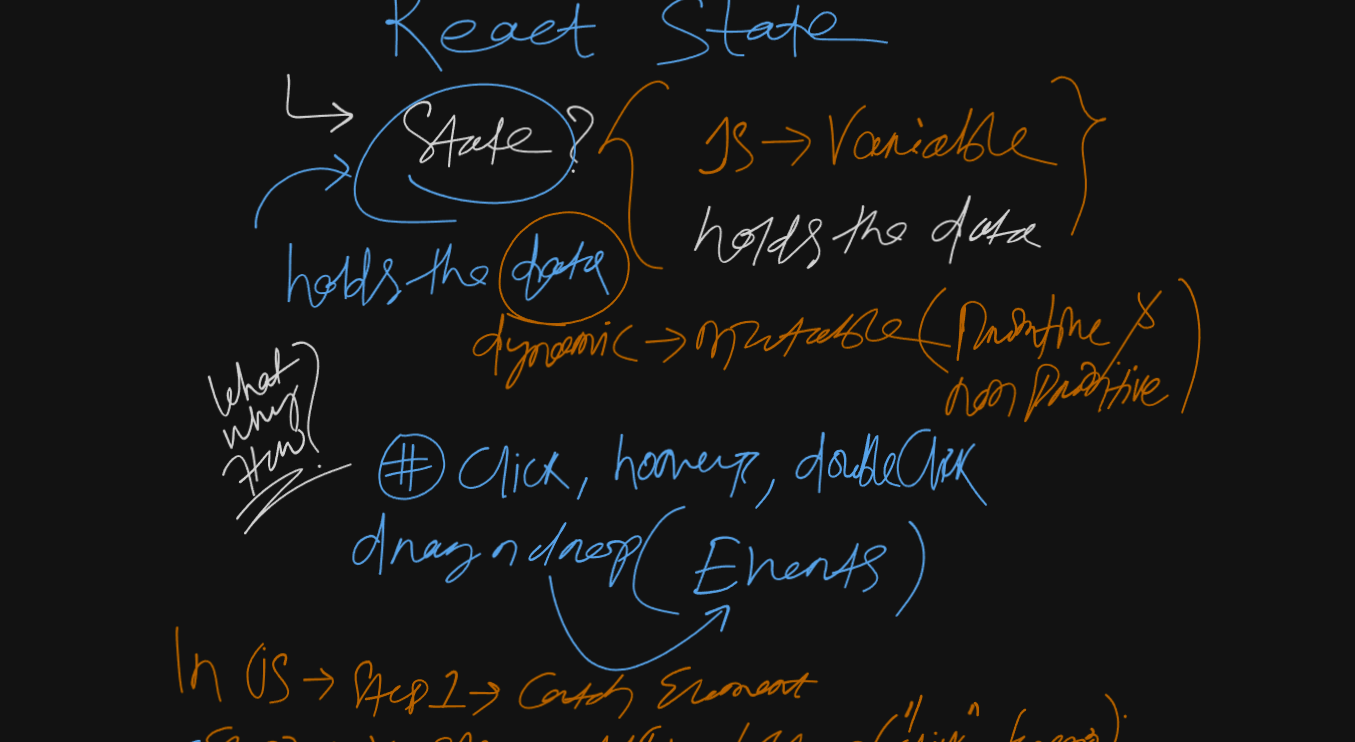 React State
State?
JS → Variable
holds the data
holds the data
dynamic → mutable (Primitive X
non Primitive)
What
Why
How?
# Click, hover, doubleClick
drag n drop (Events)
In JS → Step 1 → Catch Element